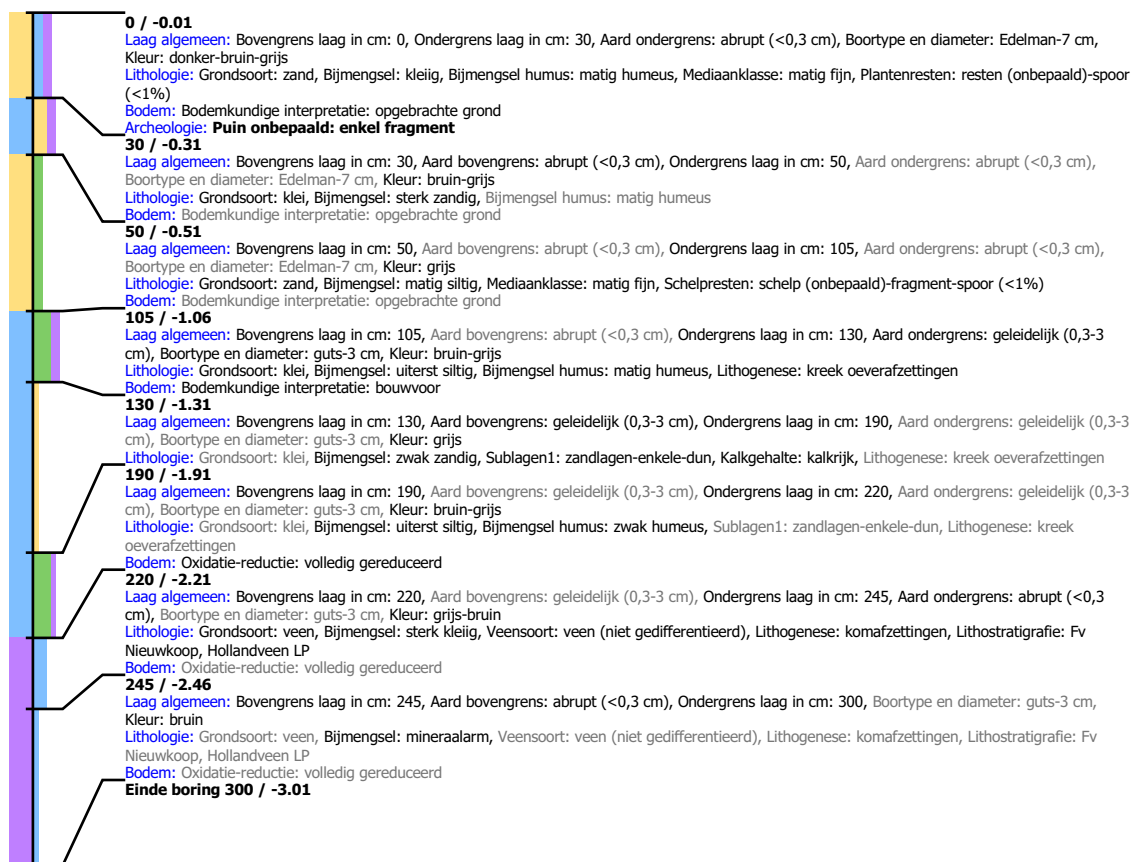 0 / -0.01
Laag algemeen: Bovengrens laag in cm: 0, Ondergrens laag in cm: 30, Aard ondergrens: abrupt (<0,3 cm), Boortype en diameter: Edelman-7 cm,
Kleur: donker-bruin-grijs
Lithologie: Grondsoort: zand, Bijmengsel: kleiig, Bijmengsel humus: matig humeus, Mediaanklasse: matig fijn, Plantenresten: resten (onbepaald)-spoor
(<1%)
Bodem: Bodemkundige interpretatie: opgebrachte grond
Archeologie: Puin onbepaald: enkel fragment
30 / -0.31
Laag algemeen: Bovengrens laag in cm: 30, Aard bovengrens: abrupt (<0,3 cm), Ondergrens laag in cm: 50, Aard ondergrens: abrupt (<0,3 cm),
Boortype en diameter: Edelman-7 cm, Kleur: bruin-grijs
Lithologie: Grondsoort: klei, Bijmengsel: sterk zandig, Bijmengsel humus: matig humeus
Bodem: Bodemkundige interpretatie: opgebrachte grond
50 / -0.51
Laag algemeen: Bovengrens laag in cm: 50, Aard bovengrens: abrupt (<0,3 cm), Ondergrens laag in cm: 105, Aard ondergrens: abrupt (<0,3 cm),
Boortype en diameter: Edelman-7 cm, Kleur: grijs
Lithologie: Grondsoort: zand, Bijmengsel: matig siltig, Mediaanklasse: matig fijn, Schelpresten: schelp (onbepaald)-fragment-spoor (<1%)
Bodem: Bodemkundige interpretatie: opgebrachte grond
105 / -1.06
Laag algemeen: Bovengrens laag in cm: 105, Aard bovengrens: abrupt (<0,3 cm), Ondergrens laag in cm: 130, Aard ondergrens: geleidelijk (0,3-3
cm), Boortype en diameter: guts-3 cm, Kleur: bruin-grijs
Lithologie: Grondsoort: klei, Bijmengsel: uiterst siltig, Bijmengsel humus: matig humeus, Lithogenese: kreek oeverafzettingen
Bodem: Bodemkundige interpretatie: bouwvoor
130 / -1.31
Laag algemeen: Bovengrens laag in cm: 130, Aard bovengrens: geleidelijk (0,3-3 cm), Ondergrens laag in cm: 190, Aard ondergrens: geleidelijk (0,3-3
cm), Boortype en diameter: guts-3 cm, Kleur: grijs
Lithologie: Grondsoort: klei, Bijmengsel: zwak zandig, Sublagen1: zandlagen-enkele-dun, Kalkgehalte: kalkrijk, Lithogenese: kreek oeverafzettingen
190 / -1.91
Laag algemeen: Bovengrens laag in cm: 190, Aard bovengrens: geleidelijk (0,3-3 cm), Ondergrens laag in cm: 220, Aard ondergrens: geleidelijk (0,3-3
cm), Boortype en diameter: guts-3 cm, Kleur: bruin-grijs
Lithologie: Grondsoort: klei, Bijmengsel: uiterst siltig, Bijmengsel humus: zwak humeus, Sublagen1: zandlagen-enkele-dun, Lithogenese: kreek
oeverafzettingen
Bodem: Oxidatie-reductie: volledig gereduceerd
220 / -2.21
Laag algemeen: Bovengrens laag in cm: 220, Aard bovengrens: geleidelijk (0,3-3 cm), Ondergrens laag in cm: 245, Aard ondergrens: abrupt (<0,3
cm), Boortype en diameter: guts-3 cm, Kleur: grijs-bruin
Lithologie: Grondsoort: veen, Bijmengsel: sterk kleiig, Veensoort: veen (niet gedifferentieerd), Lithogenese: komafzettingen, Lithostratigrafie: Fv
Nieuwkoop, Hollandveen LP
Bodem: Oxidatie-reductie: volledig gereduceerd
245 / -2.46
Laag algemeen: Bovengrens laag in cm: 245, Aard bovengrens: abrupt (<0,3 cm), Ondergrens laag in cm: 300, Boortype en diameter: guts-3 cm,
Kleur: bruin
Lithologie: Grondsoort: veen, Bijmengsel: mineraalarm, Veensoort: veen (niet gedifferentieerd), Lithogenese: komafzettingen, Lithostratigrafie: Fv
Nieuwkoop, Hollandveen LP
Bodem: Oxidatie-reductie: volledig gereduceerd
Einde boring 300 / -3.01